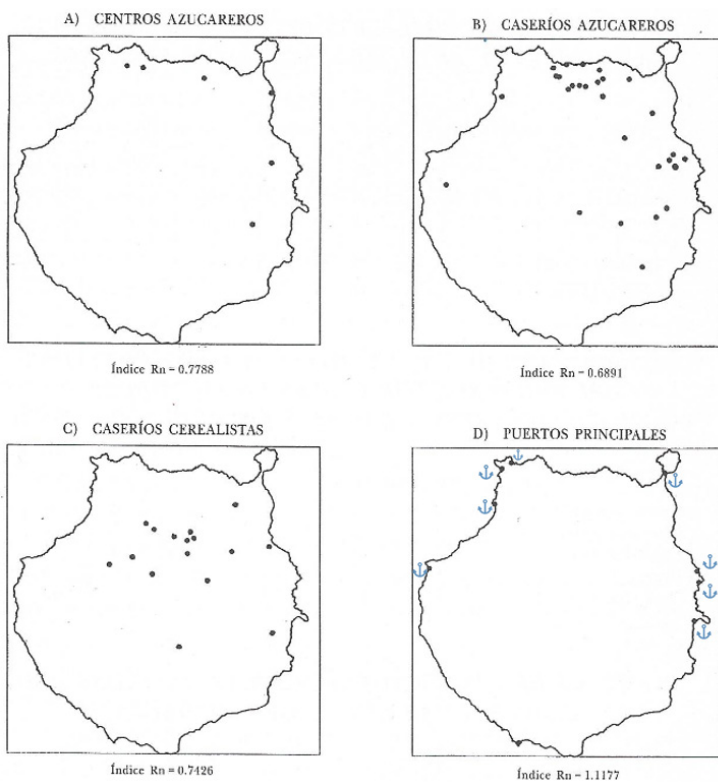 A) CENTROS AZUCAREROS
B) CASERÍOS AZUCAREROS
Índice Rn = 0.7788
Índice Rn = 0.6891
C) CASERÍOS CEREALISTAS
D) PUERTOS PRINCIPALES
Índice Rn = 0.7426
Índice Rn = 1.1177